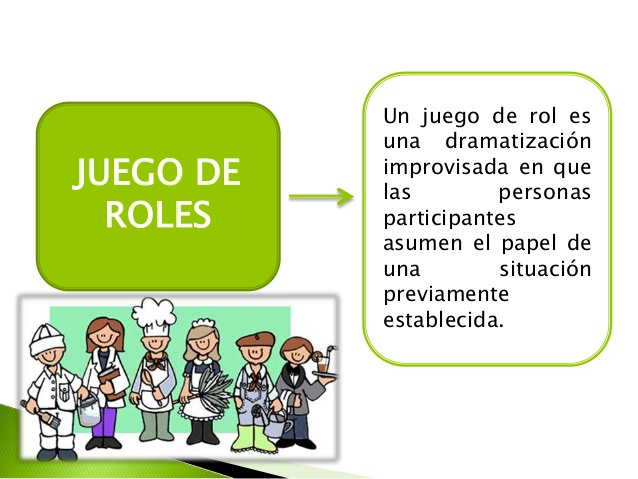 JUEGO DE
ROLES
Un juego de rol es
una dramatización
improvisada en que
las personas
participantes
asumen el papel de
una situación
previamente
establecida.